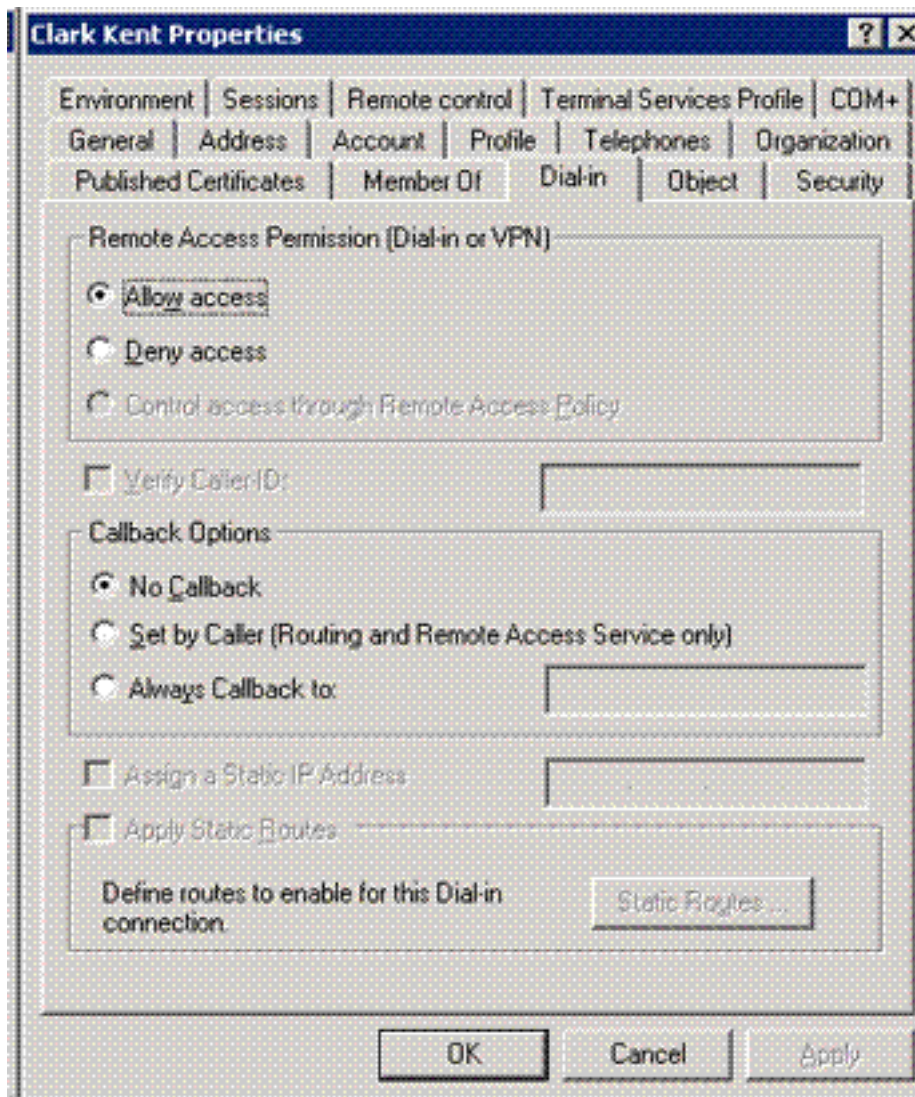 Clark Kent Properties
Environment Sessions Remote control Terminal Services Profile COM+
General Address Account Profile Telephones Organization
Published Certificates Member Of Dial-in Object Security
Remote Access Permission (Dial-in or VPN)
Allow access
Deny access
Control access through Remote Access Policy
Verify Caller-ID:
Callback Options
No Callback
Set by Caller (Routing and Remote Access Service only)
Always Callback to:
Assign a Static IP Address
Apply Static Routes
Define routes to enable for this Dial-in
connection.
Static Routes ...
OK Cancel Apply